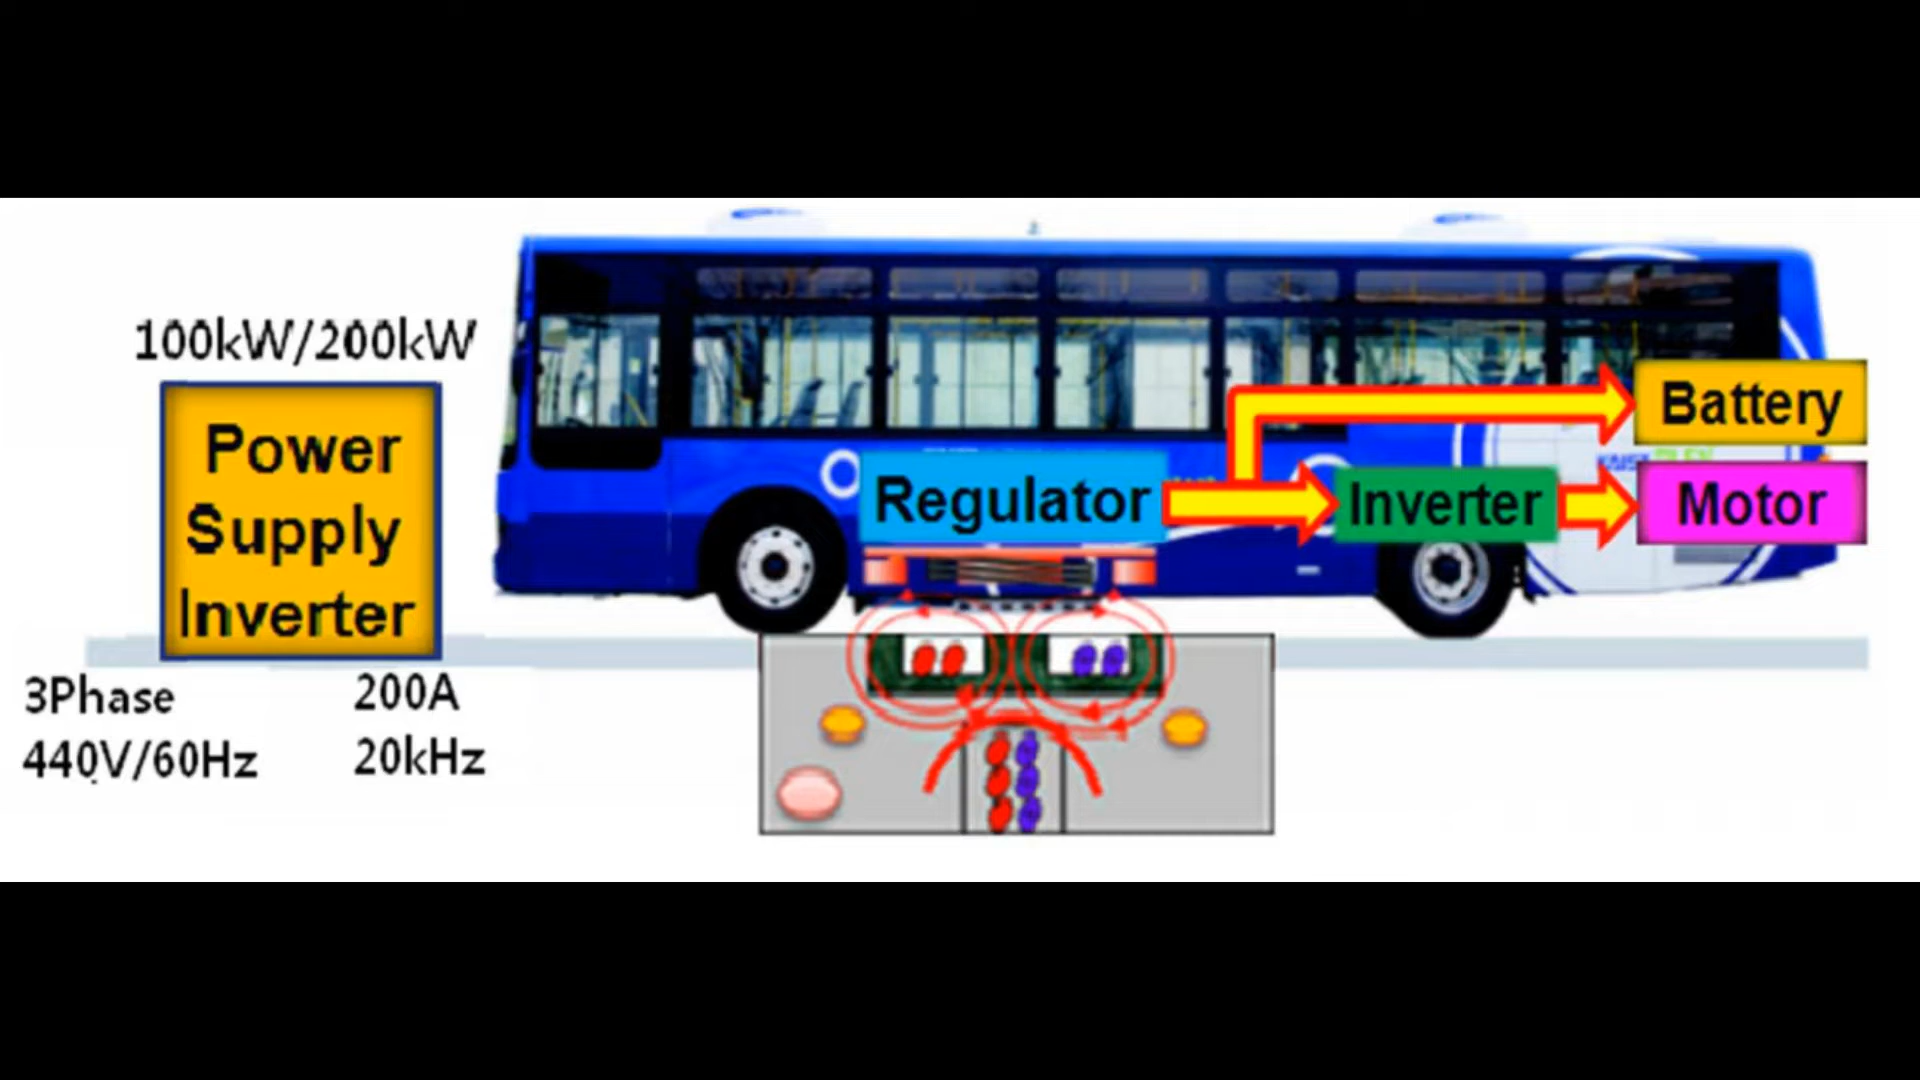 100kW/200kW
Power
Supply
Inverter
3Phase
440V/60Hz
200A
20kHz
Regulator
Inverter
Battery
Motor